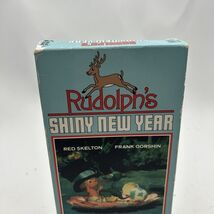 Rudolph's
SHINY NEW YEAR
RED SKELTON FRANK GORSHIN